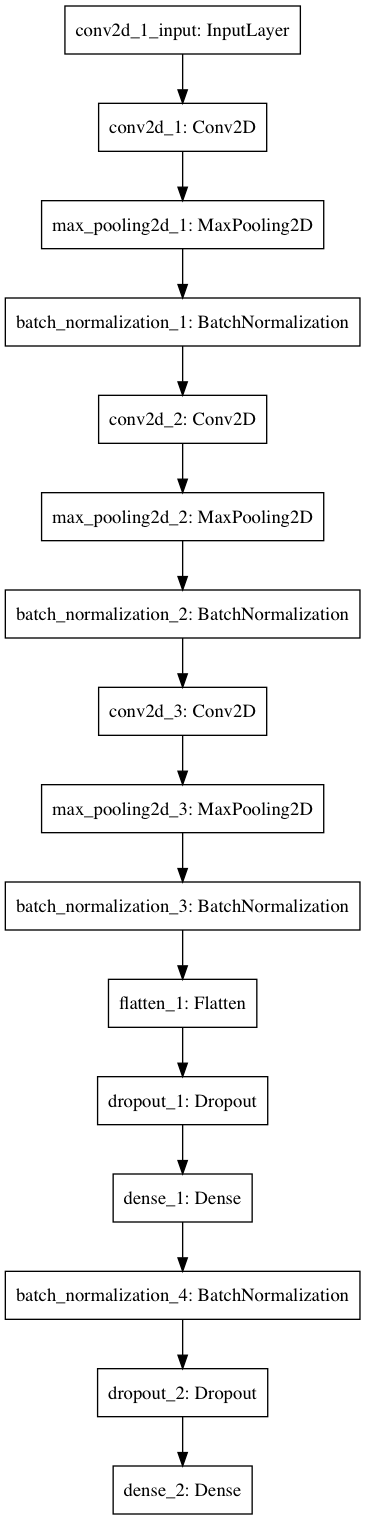 conv2d_1_input: InputLayer
conv2d_1: Conv2D
max_pooling2d_1: MaxPooling2D
batch_normalization_1: BatchNormalization
conv2d_2: Conv2D
max_pooling2d_2: MaxPooling2D
batch_normalization_2: BatchNormalization
conv2d_3: Conv2D
max_pooling2d_3: MaxPooling2D
batch_normalization_3: BatchNormalization
flatten_1: Flatten
dropout_1: Dropout
dense_1: Dense
batch_normalization_4: BatchNormalization
dropout_2: Dropout
dense_2: Dense